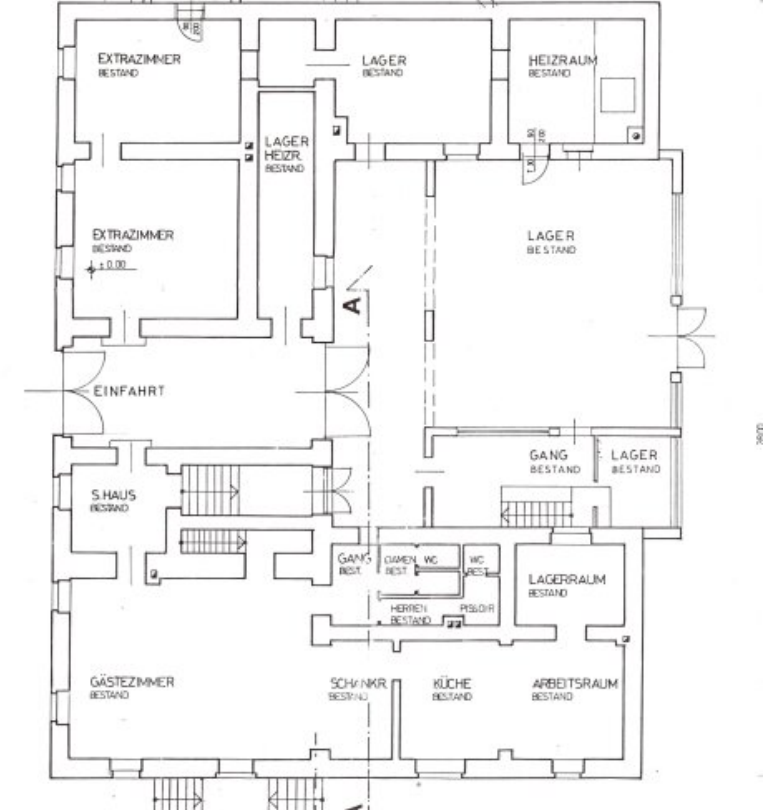 EXTRAZIMMER
BESTAND
LAGER
BESTAND
HEIZRAUM
BESTAND
LAGER
HEIZR.
BESTAND
EXTRAZIMMER
BESTAND
± 0.00
LAGER
BESTAND
A
EINFAHRT
GANG
BESTAND
LAGER
BESTAND
S.HAUS
BESTAND
GANG
BEST.
DAMEN
BEST.
WC
WC
BEST.
HERREN
BESTAND
PISSOIR
LAGERRAUM
BESTAND
GÄSTEZIMMER
BESTAND
SCHANKR.
BESTAND
KÜCHE
BESTAND
ARBEITSRAUM
BESTAND
A